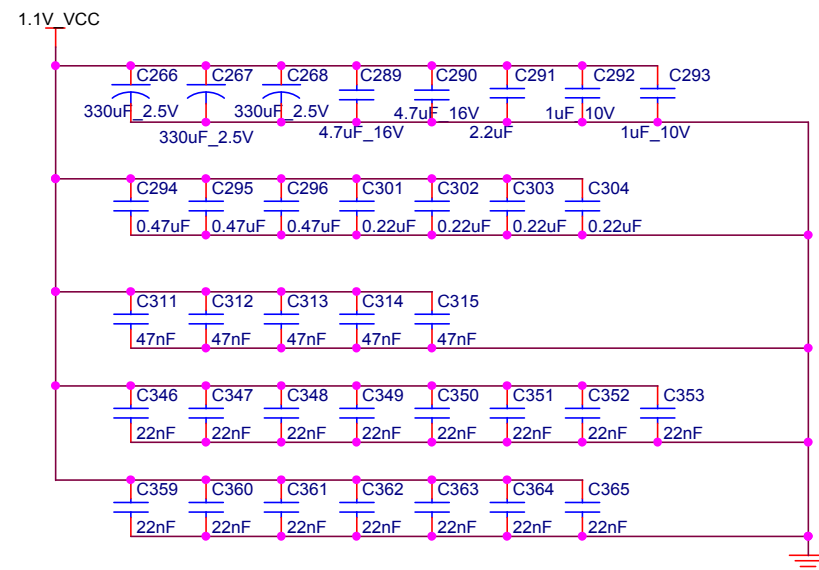 1.1V_VCC
C266 C267 C268 C289 C290 C291 C292 C293
330uF_2.5V 330uF_2.5V 4.7uF_16V 1uF_10V
330uF_2.5V 4.7uF_16V 2.2uF 1uF_10V
C294 C295 C296 C301 C302 C303 C304
0.47uF 0.47uF 0.47uF 0.22uF 0.22uF 0.22uF 0.22uF
C311 C312 C313 C314 C315
47nF 47nF 47nF 47nF 47nF
C346 C347 C348 C349 C350 C351 C352 C353
22nF 22nF 22nF 22nF 22nF 22nF 22nF 22nF
C359 C360 C361 C362 C363 C364 C365
22nF 22nF 22nF 22nF 22nF 22nF 22nF